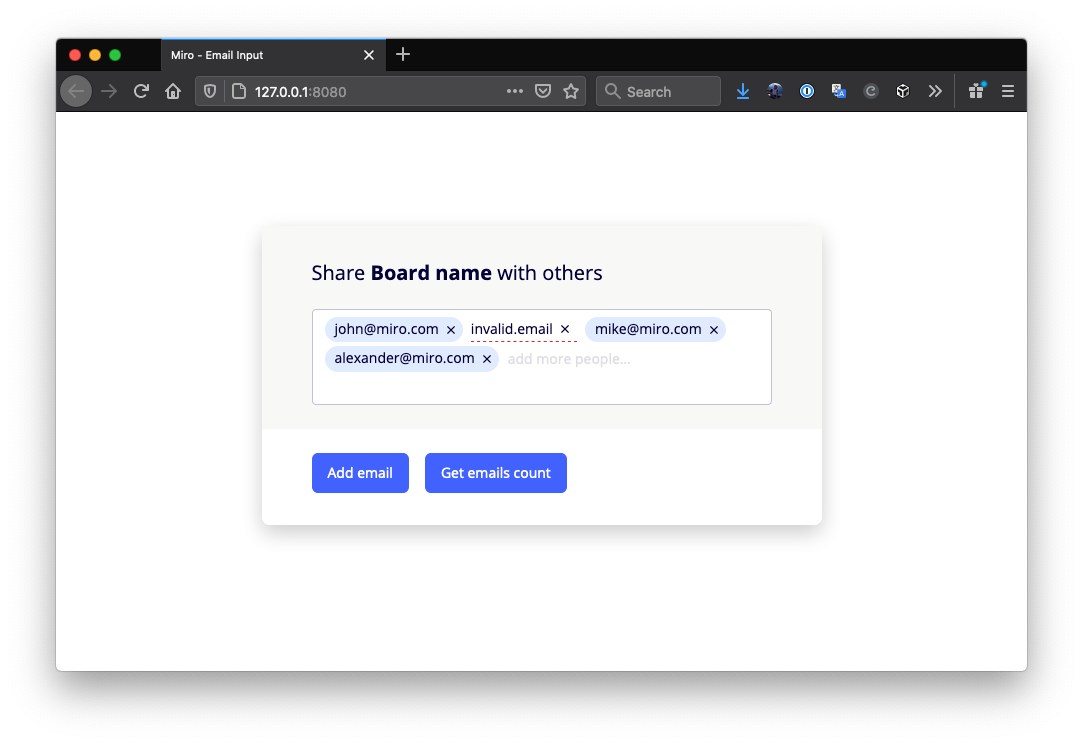 Miro - Email Input
127.0.0.1:8080
Search
Share Board name with others
john@miro.com × invalid.email × mike@miro.com ×
alexander@miro.com × add more people...
Add email Get emails count